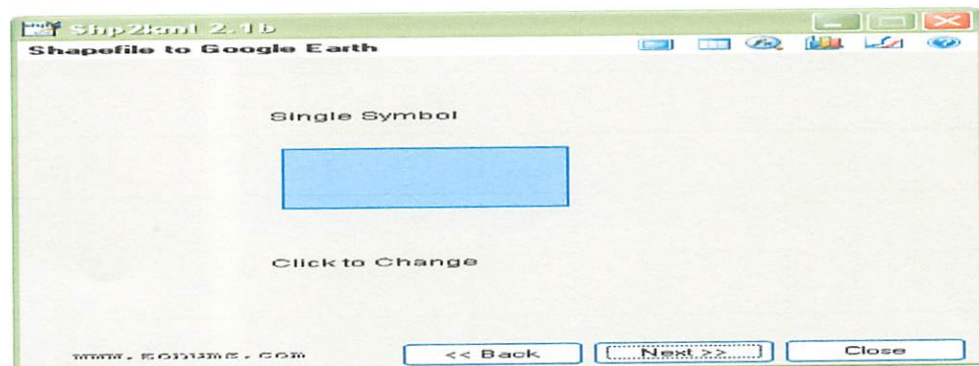 Shp2kml 2.1b
Shapefile to Google Earth
Single Symbol
Click to Change
<< Back
Next >>
Close